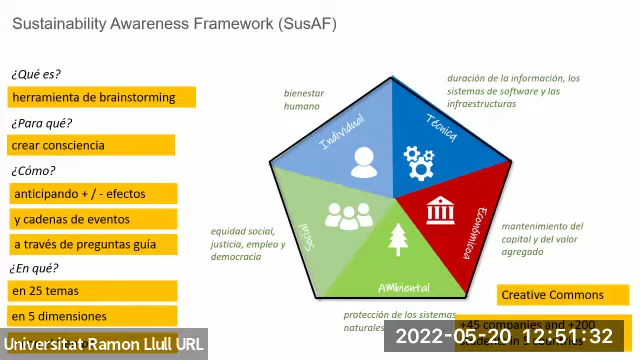 Sustainability Awareness Framework (SusAF)
¿Qué es?
herramienta de brainstorming
¿Para qué?
crear consciencia
¿Cómo?
anticipando + / - efectos
y cadenas de eventos
a través de preguntas guía
¿En qué?
en 25 temas
en 5 dimensiones
Universitat Ramon Llull URL
bienestar
humano
duración de la información, los
sistemas de software y las
infraestructuras
Individual
Técnica
Social
Económica
AMbiental
equidad social,
justicia, empleo y
democracia
mantenimiento del
capital y del valor
agregado
protección de los sistemas
naturales
Creative Commons
+45 companies and +200
2022-05-20 12:51:32